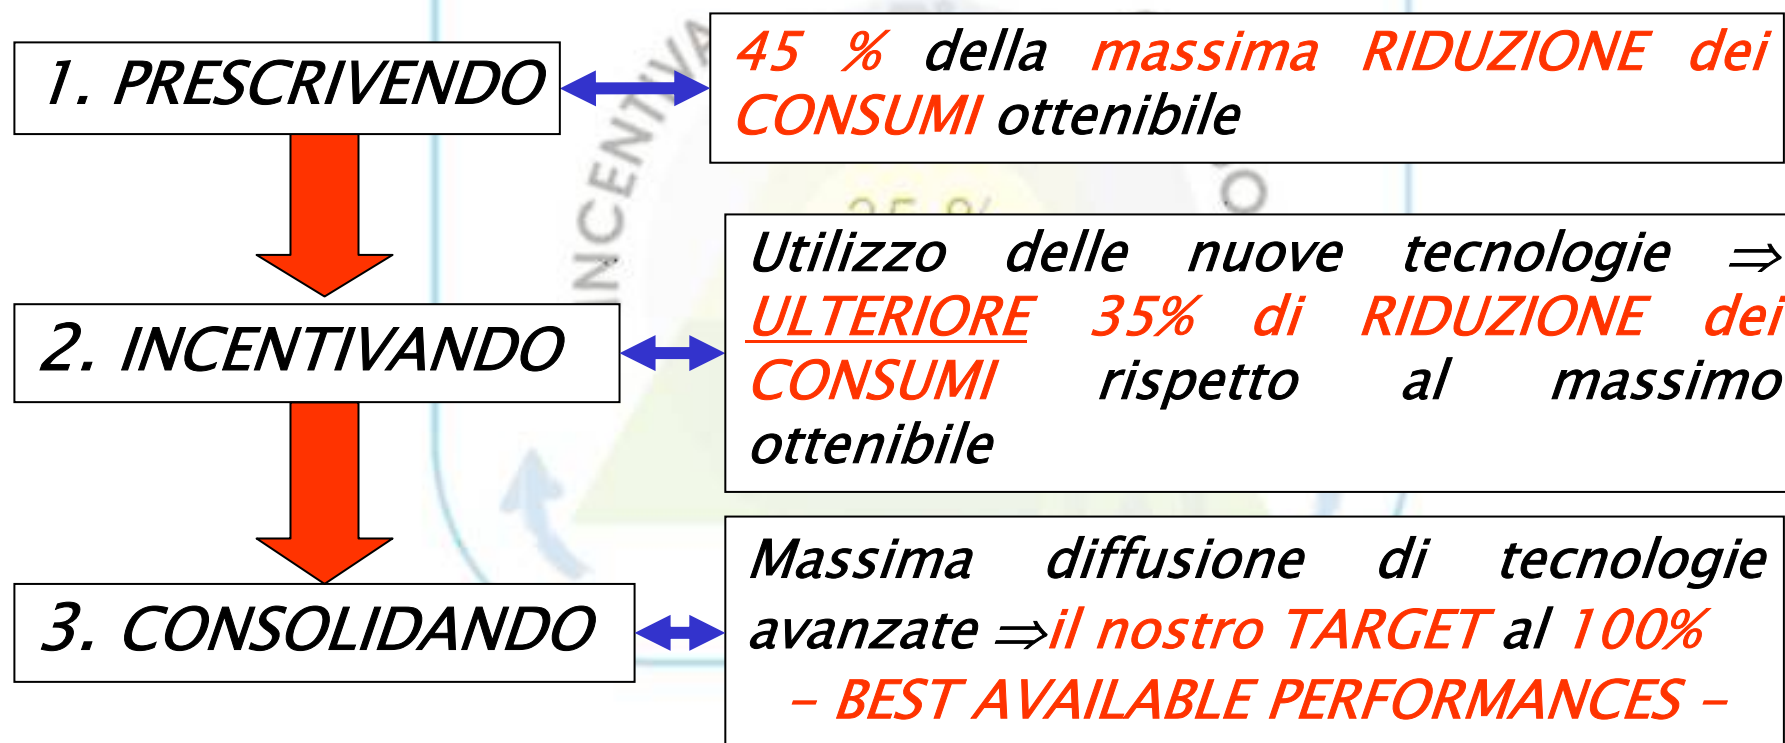 1. PRESCRIVENDO
45 % della massima RIDUZIONE dei
CONSUMI ottenibile
2. INCENTIVANDO
Utilizzo delle nuove tecnologie ⇒
ULTERIORE 35% di RIDUZIONE dei
CONSUMI rispetto al massimo
ottenibile
3. CONSOLIDANDO
Massima diffusione di tecnologie
avanzate ⇒il nostro TARGET al 100%
- BEST AVAILABLE PERFORMANCES -
INCENTIVA